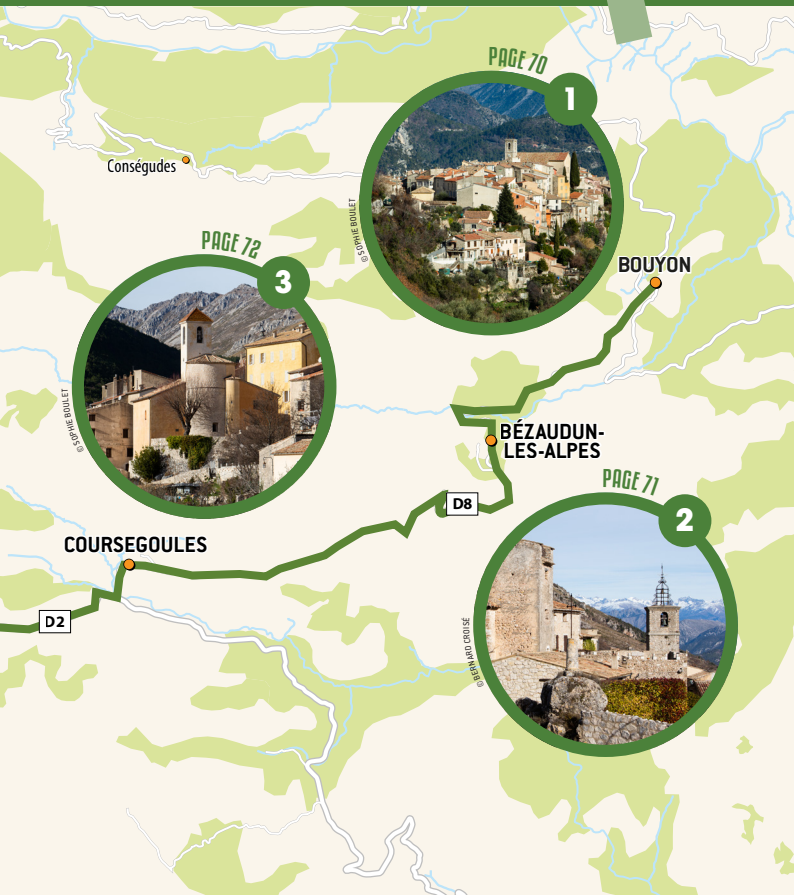 PAGE 70
1
Conségudes
© SOPHIE BOULET
PAGE 72
3
BOUYON
© SOPHIE BOULET
BÉZAUDUN-
LES-ALPES
PAGE 71
D8
2
COURSEGOULES
D2
© BERNARD CROISÉ